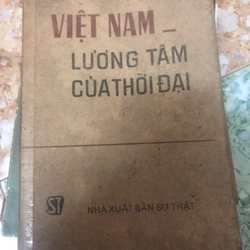 VIỆT NAM _
LƯƠNG TÂM
CỦA THỜI ĐẠI
ST
NHÀ XUẤT BẢN SỰ THẬT